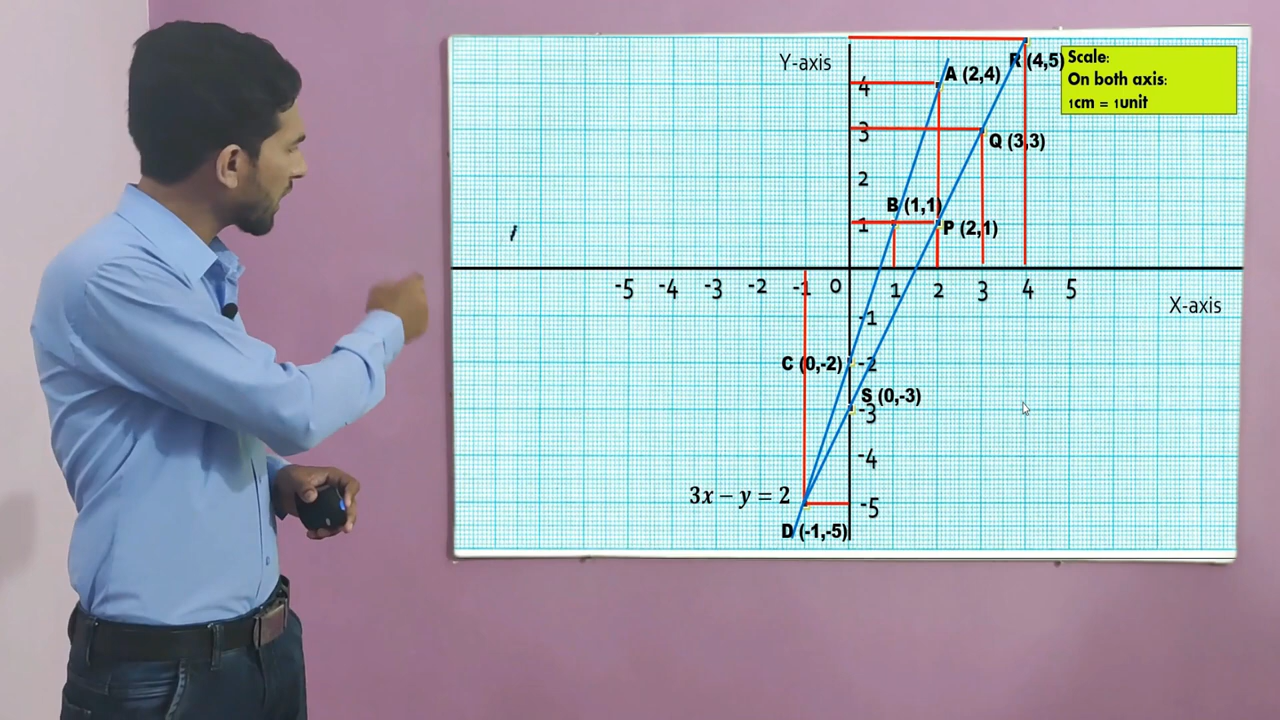 Y-axis
R (4,5)
Scale:
On both axis:
1cm = 1unit
A (2,4)
4
3
Q (3,3)
2
B (1,1)
1
P (2,1)
-5 -4 -3 -2 -1 0 1 2 3 4 5
X-axis
-1
C (0,-2) -2
S (0,-3)
-3
-4
3x − y = 2
-5
D (-1,-5)